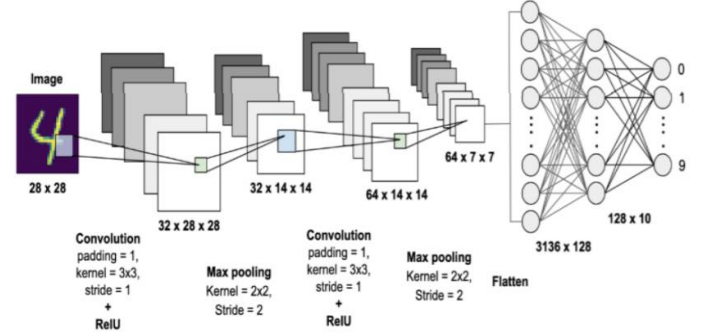 Image
28 x 28
32 x 28 x 28
32 x 14 x 14
64 x 14 x 14
64 x 7 x 7
3136 x 128
128 x 10
0
1
9
Convolution
padding = 1,
kernel = 3x3,
stride = 1
+
RelU
Max pooling
Kernel = 2x2,
Stride = 2
Convolution
padding = 1,
kernel = 3x3,
stride = 1
+
RelU
Max pooling
Kernel = 2x2,
Stride = 2
Flatten